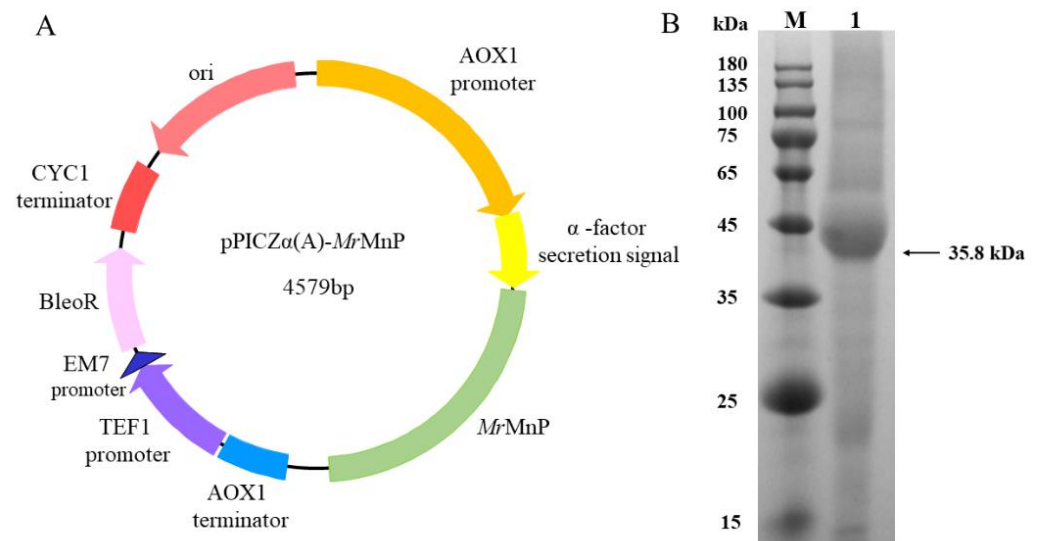 A
ori
AOX1
promoter
CYC1
terminator
pPICZα(A)-MrMnP
4579bp
α -factor
secretion signal
BleoR
EM7
promoter
TEF1
promoter
MrMnP
AOX1
terminator
B
kDa M 1
180
135
100
75
65
45
35.8 kDa
35
25
15